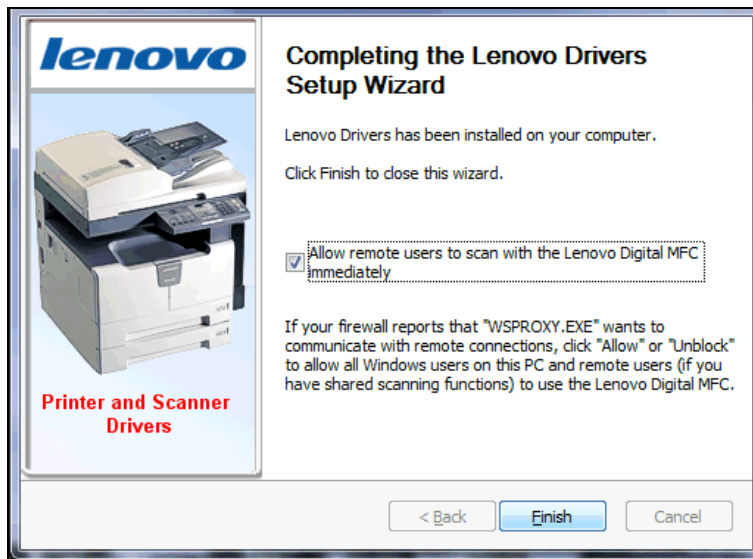 lenovo
Completing the Lenovo Drivers
Setup Wizard
Lenovo Drivers has been installed on your computer.
Click Finish to close this wizard.
Allow remote users to scan with the Lenovo Digital MFC
immediately
If your firewall reports that "WSPROXY.EXE" wants to
communicate with remote connections, click "Allow" or "Unblock"
to allow all Windows users on this PC and remote users (if you
have shared scanning functions) to use the Lenovo Digital MFC.
Printer and Scanner
Drivers
< Back
Finish
Cancel